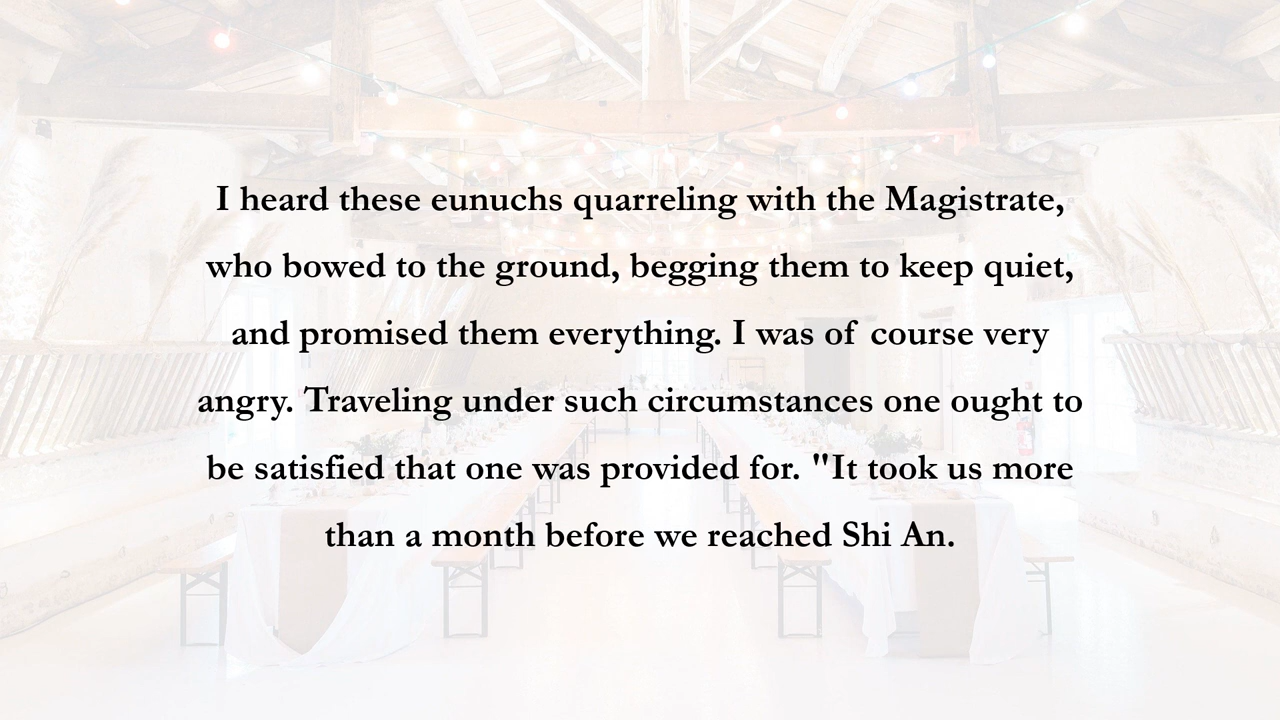 I heard these eunuchs quarreling with the Magistrate,
who bowed to the ground, begging them to keep quiet,
and promised them everything. I was of course very
angry. Traveling under such circumstances one ought to
be satisfied that one was provided for. "It took us more
than a month before we reached Shi An.